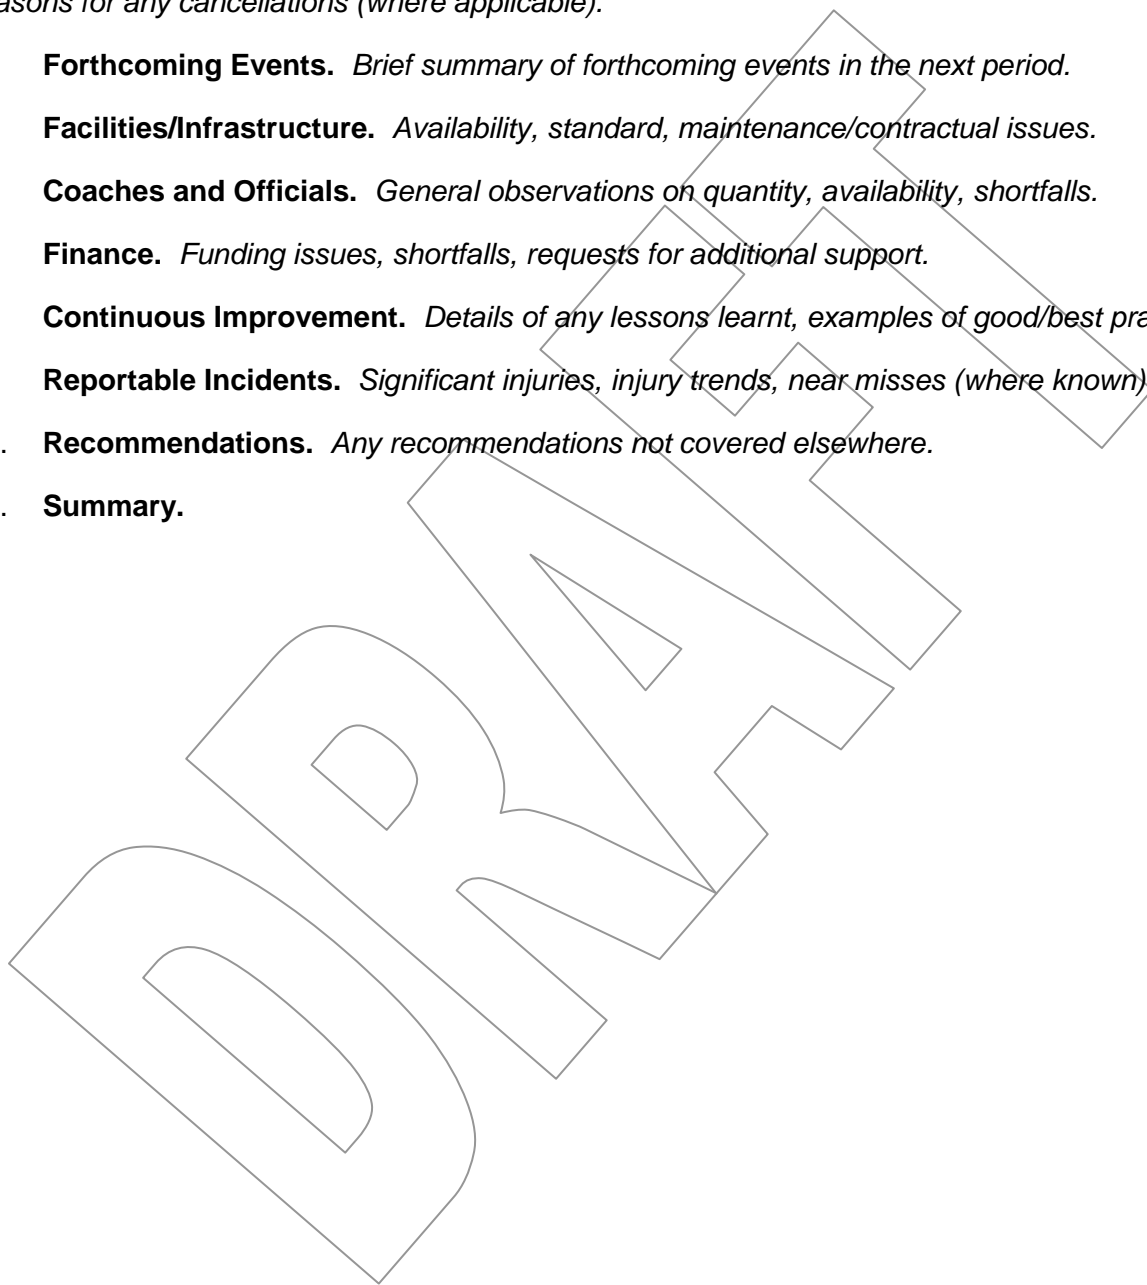 for any cancellations (where applicable).
Forthcoming Events. Brief summary of forthcoming events in the next period.
Facilities/Infrastructure. Availability, standard, maintenance/contractual issues.
Coaches and Officials. General observations on quantity, availability, shortfalls.
Finance. Funding issues, shortfalls, requests for additional support.
Continuous Improvement. Details of any lessons learnt, examples of good/best
Reportable Incidents. Significant injuries, injury trends, near misses (where known)
. Recommendations. Any recommendations not covered elsewhere.
. Summary.
DRAFT